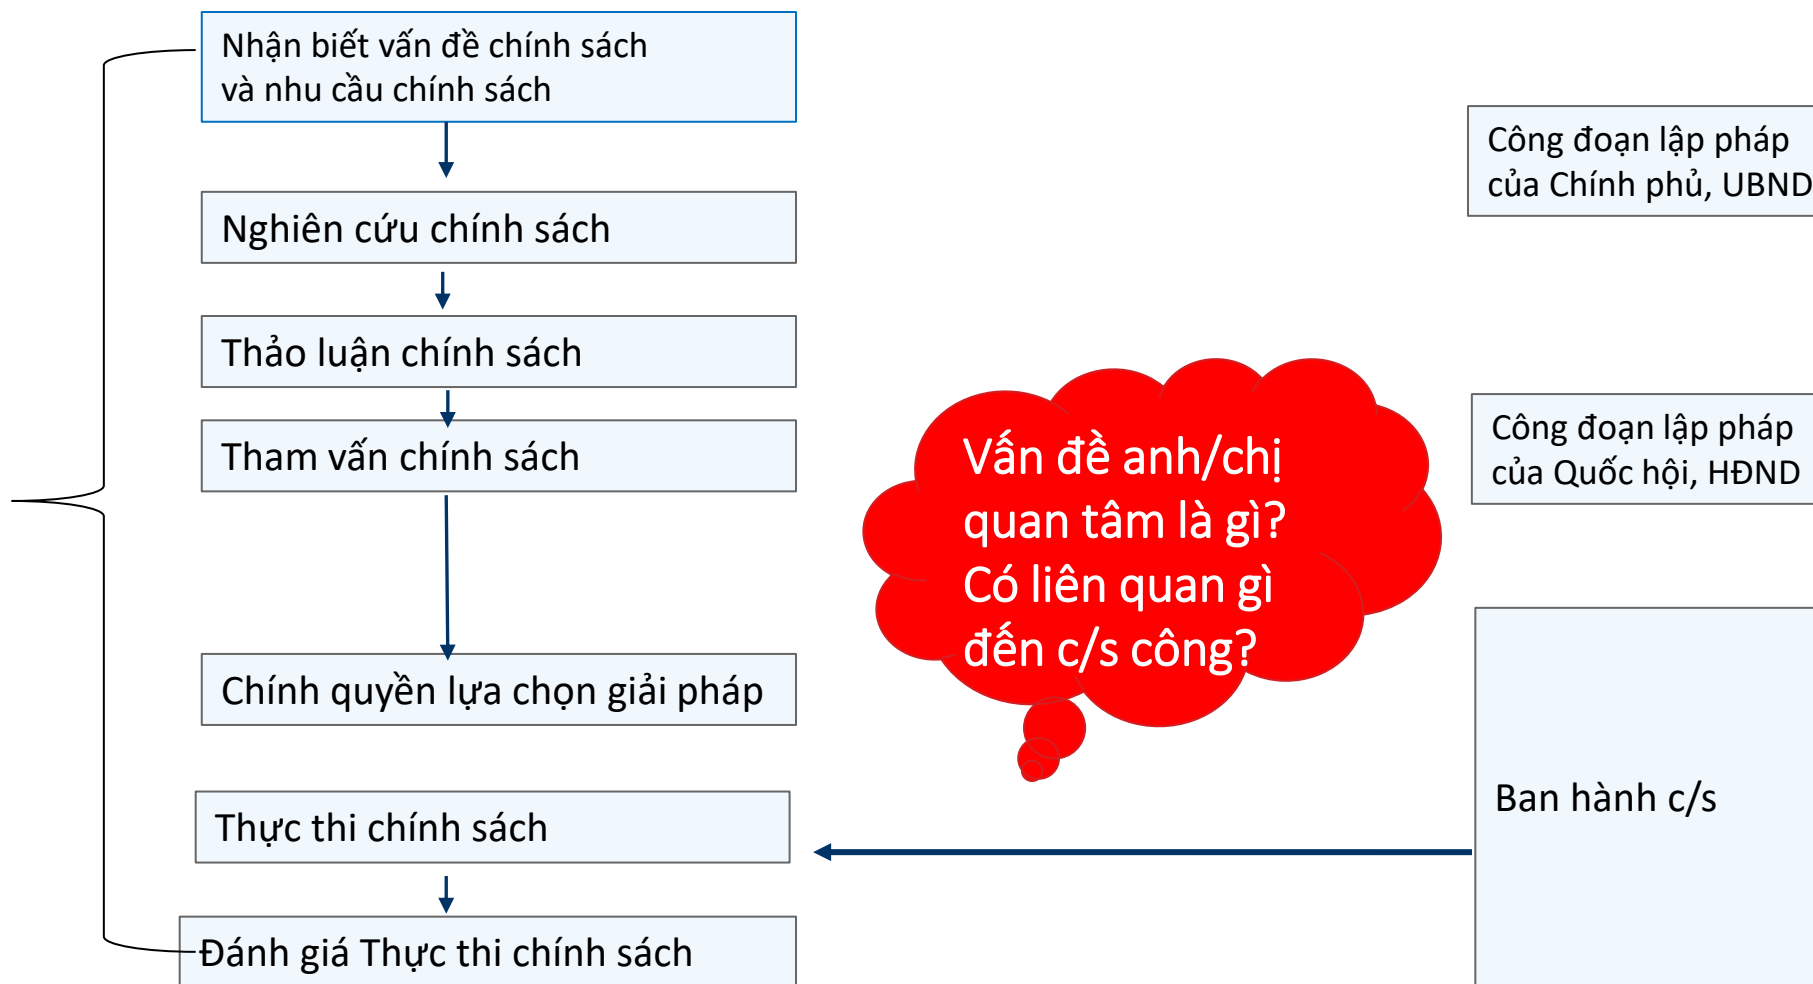 Nhận biết vấn đề chính sách
và nhu cầu chính sách
Nghiên cứu chính sách
Thảo luận chính sách
Tham vấn chính sách
Chính quyền lựa chọn giải pháp
Thực thi chính sách
Đánh giá Thực thi chính sách
Vấn đề anh/chị
quan tâm là gì?
Có liên quan gì
đến c/s công?
Công đoạn lập pháp
của Chính phủ, UBND
Công đoạn lập pháp
của Quốc hội, HĐND
Ban hành c/s